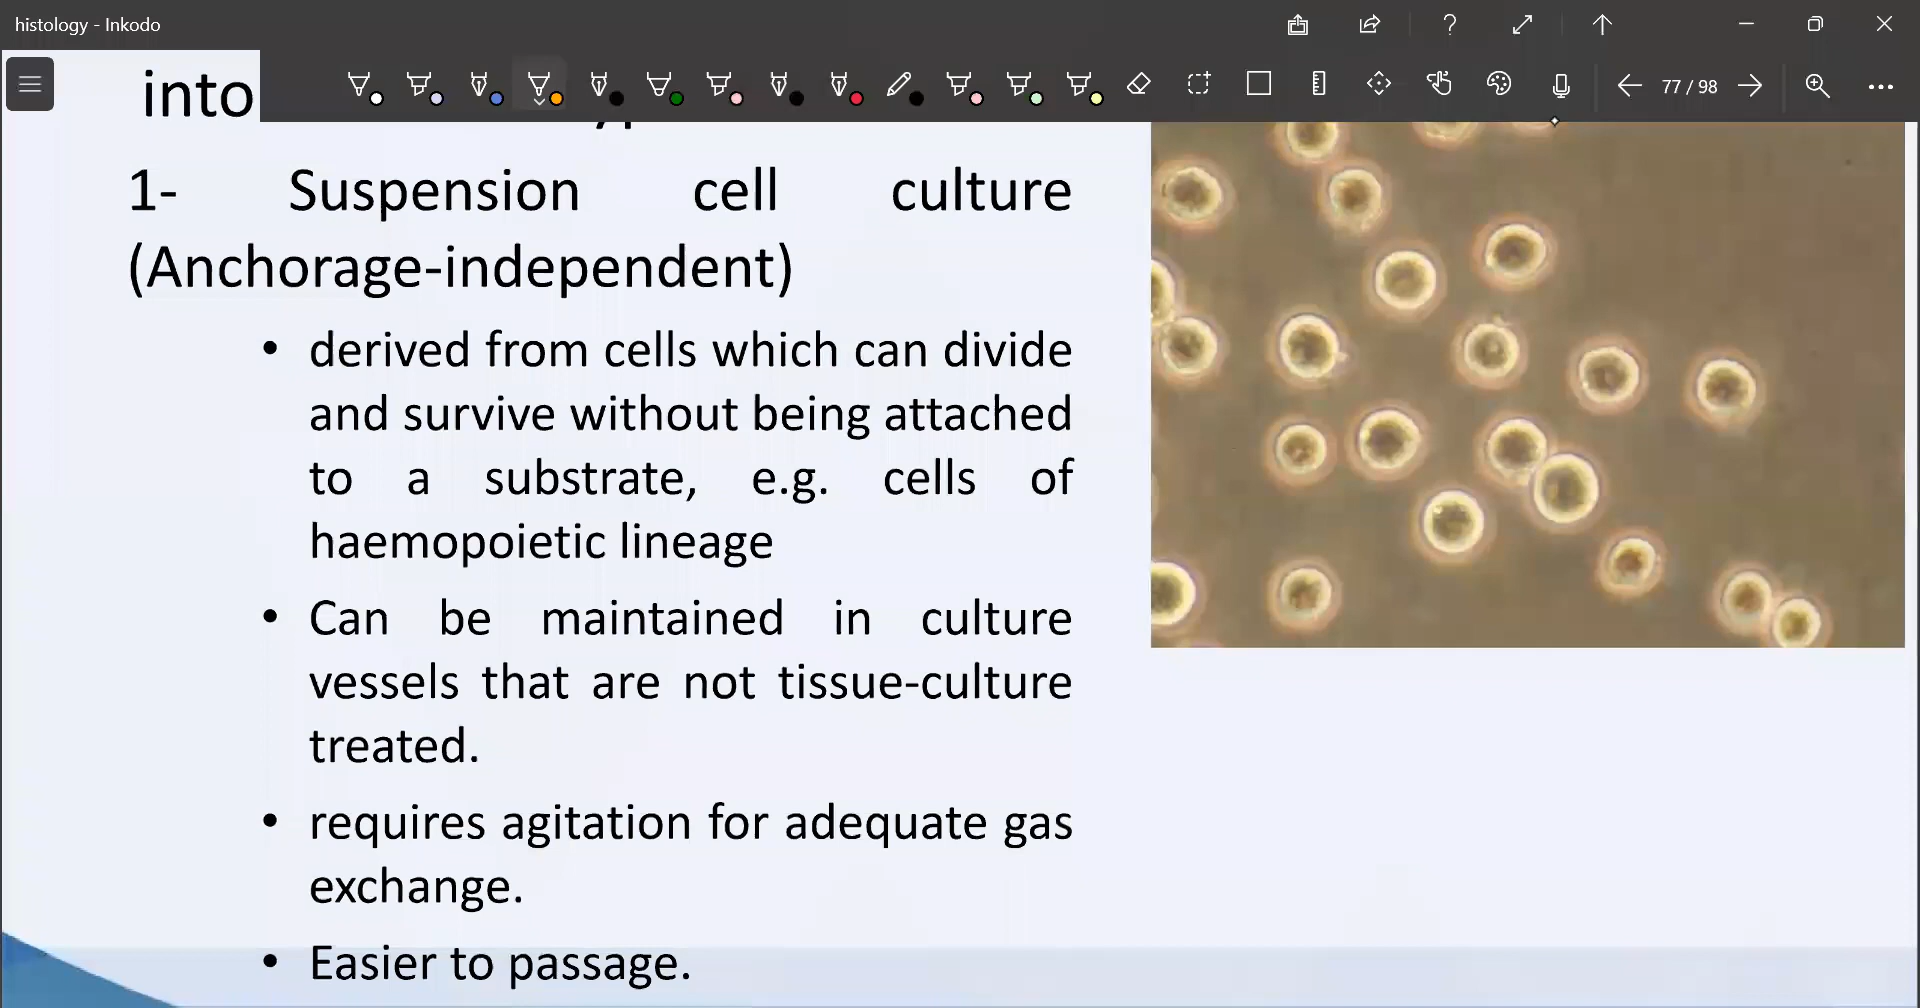 histology - Inkodo
77 / 98
into
1- Suspension cell culture
(Anchorage-independent)
• derived from cells which can divide
and survive without being attached
to a substrate, e.g. cells of
haemopoietic lineage
• Can be maintained in culture
vessels that are not tissue-culture
treated.
• requires agitation for adequate gas
exchange.
• Easier to passage.